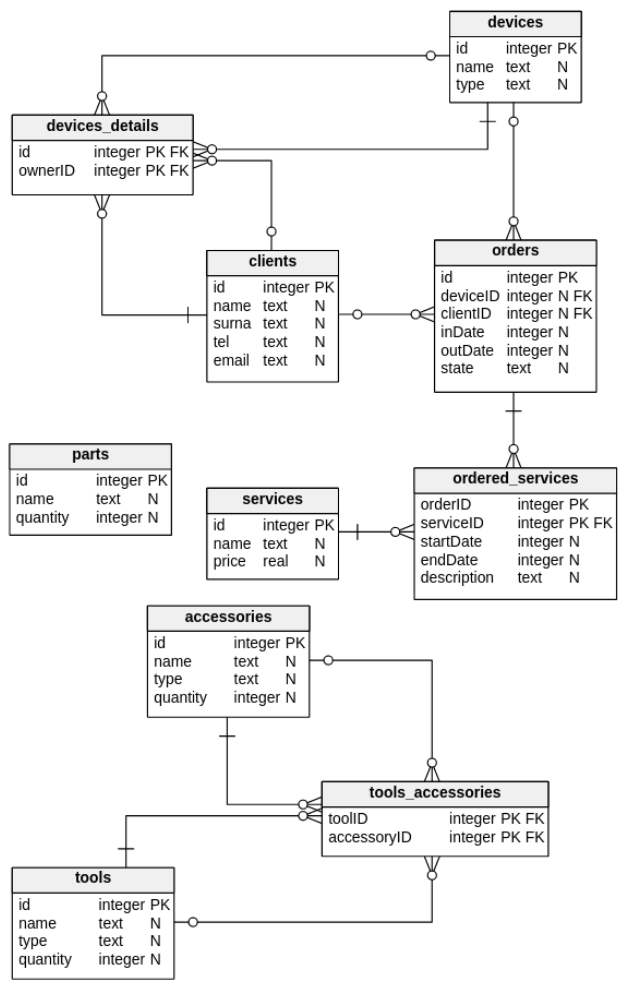 devices
id integer PK
name text N
type text N
devices_details
id integer PK FK
ownerID integer PK FK
clients
id integer PK
name text N
surna text N
tel text N
email text N
orders
id integer PK
deviceID integer N FK
clientID integer N FK
inDate integer N
outDate integer N
state text N
parts
id integer PK
name text N
quantity integer N
services
id integer PK
name text N
price real N
ordered_services
orderID integer PK
serviceID integer PK FK
startDate integer N
endDate integer N
description text N
accessories
id integer PK
name text N
type text N
quantity integer N
tools_accessories
toolID integer PK FK
accessoryID integer PK FK
tools
id integer PK
name text N
type text N
quantity integer N